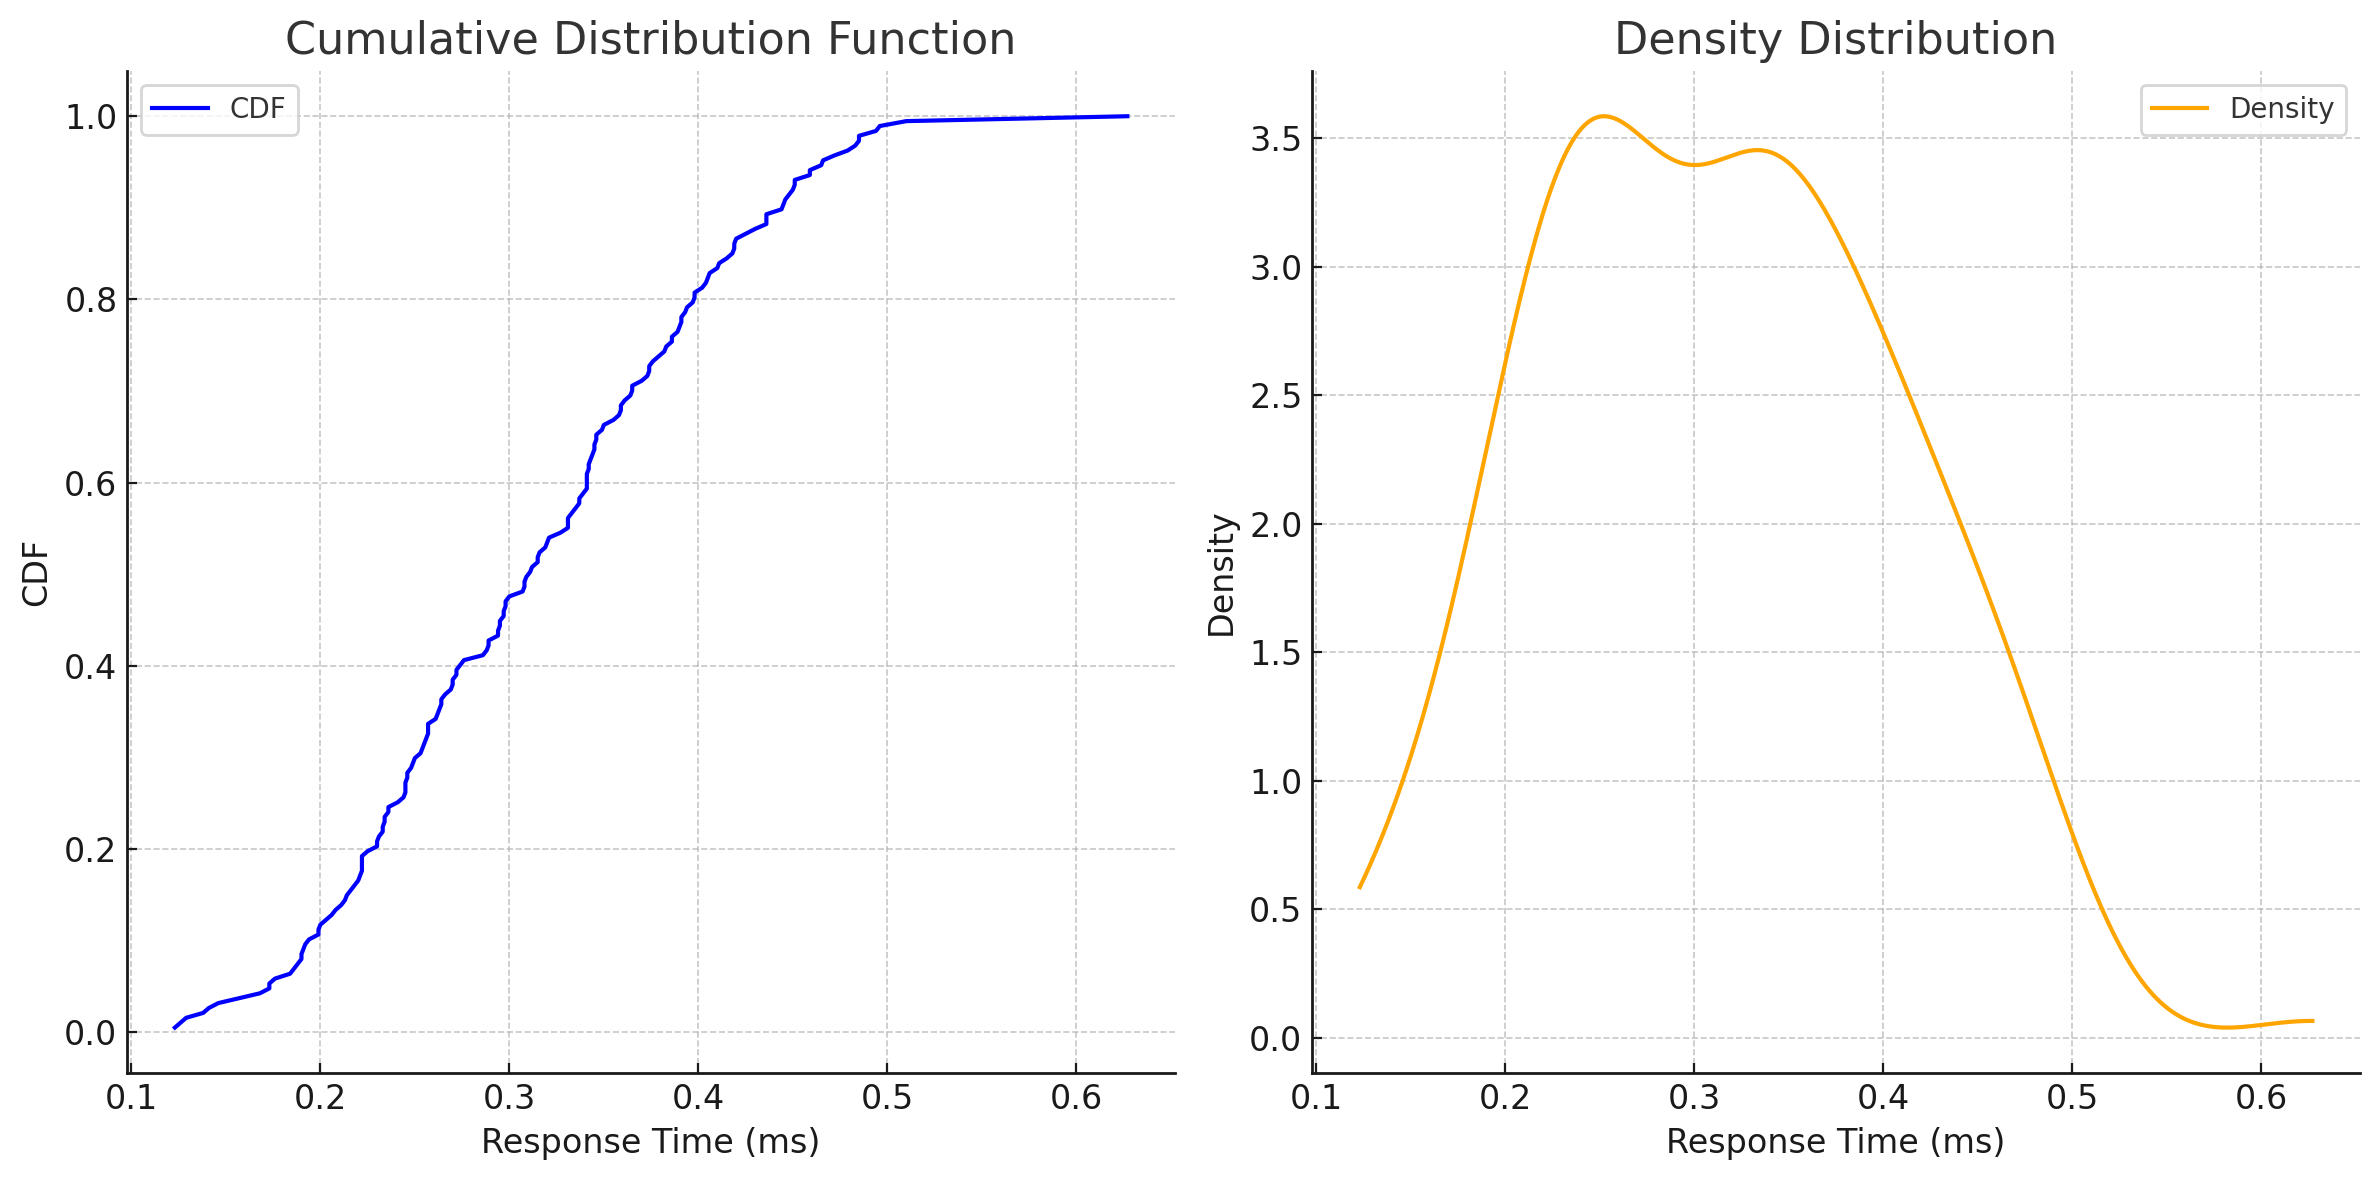 Cumulative Distribution Function
CDF
1.0
0.8
0.6
0.4
0.2
0.0
CDF
0.1 0.2 0.3 0.4 0.5 0.6
Response Time (ms)
Density Distribution
Density
3.5
3.0
2.5
2.0
1.5
1.0
0.5
0.0
Density
0.1 0.2 0.3 0.4 0.5 0.6
Response Time (ms)